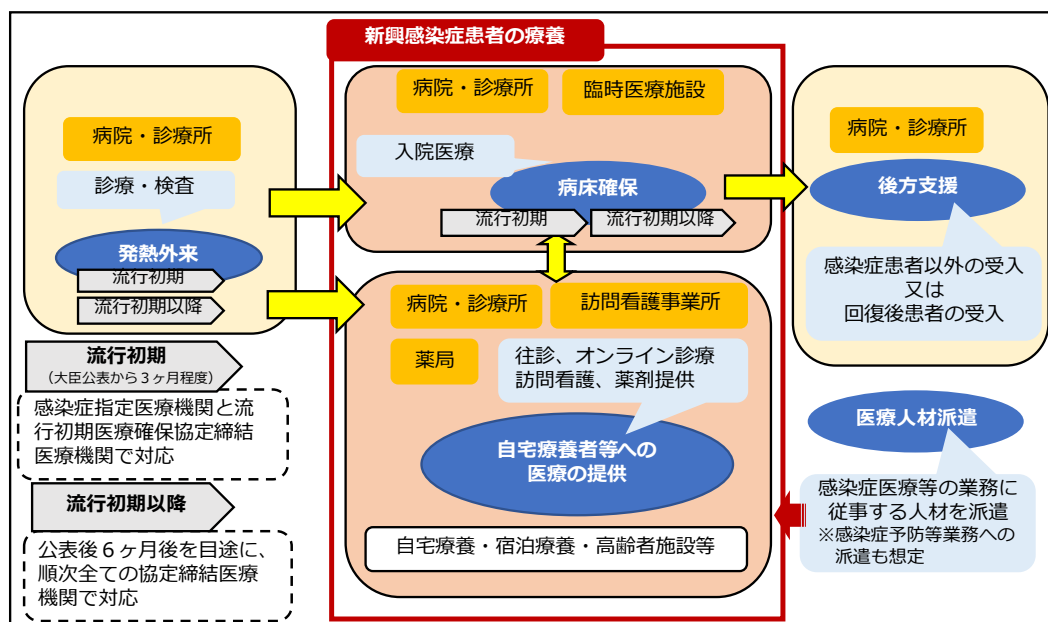 新興感染症患者の療養
病院・診療所
診療・検査
発熱外来
流行初期
流行初期以降
病院・診療所
臨時医療施設
入院医療
病床確保
流行初期
流行初期以降
病院・診療所
訪問看護事業所
薬局
往診、オンライン診療
訪問看護、薬剤提供
自宅療養者等への
医療の提供
自宅療養・宿泊療養・高齢者施設等
病院・診療所
後方支援
感染症患者以外の受入
又は
回復後患者の受入
医療人材派遣
感染症医療等の業務に
従事する人材を派遣
※感染症予防等業務への
派遣も想定
流行初期
（大臣公表から３ヶ月程度）
感染症指定医療機関と流
行初期医療確保協定締結
医療機関で対応
流行初期以降
公表後６ヶ月後を目途に、
順次全ての協定締結医療
機関で対応